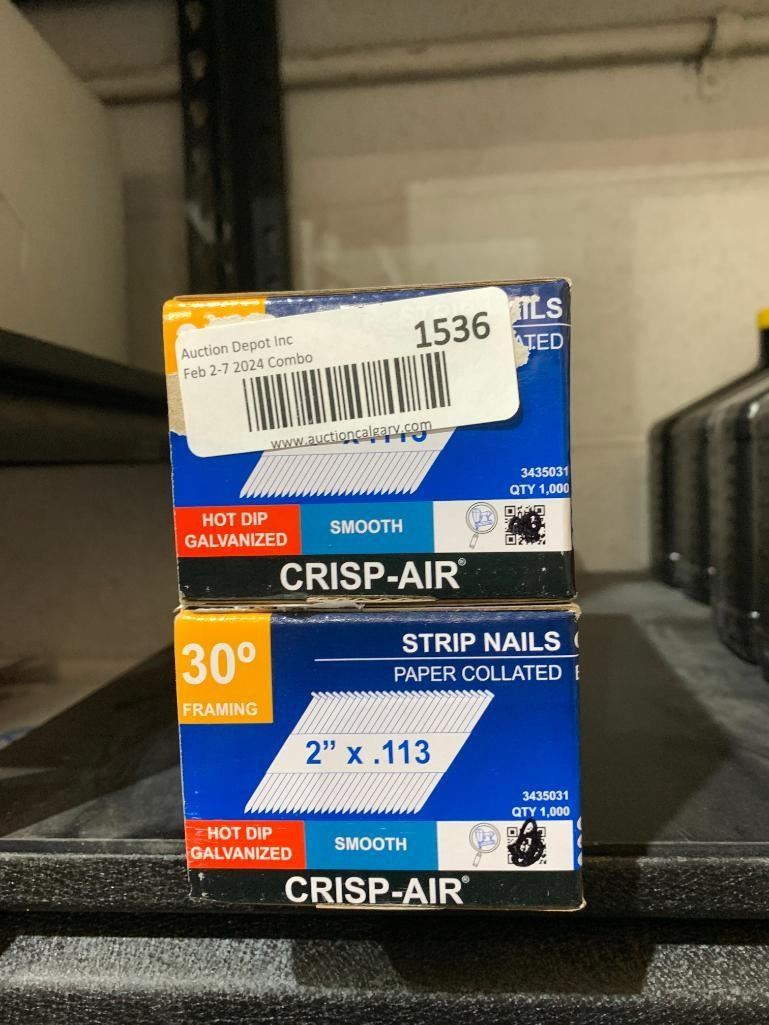 ILS
ATED
Auction Depot Inc
Feb 2-7 2024 Combo
1536
www.auctioncalgary.com
x .113
3435031
QTY 1,000
HOT DIP
GALVANIZED
SMOOTH
CRISP-AIR®
30º
FRAMING
STRIP NAILS
PAPER COLLATED
2” x .113
3435031
QTY 1,000
HOT DIP
GALVANIZED
SMOOTH
CRISP-AIR®